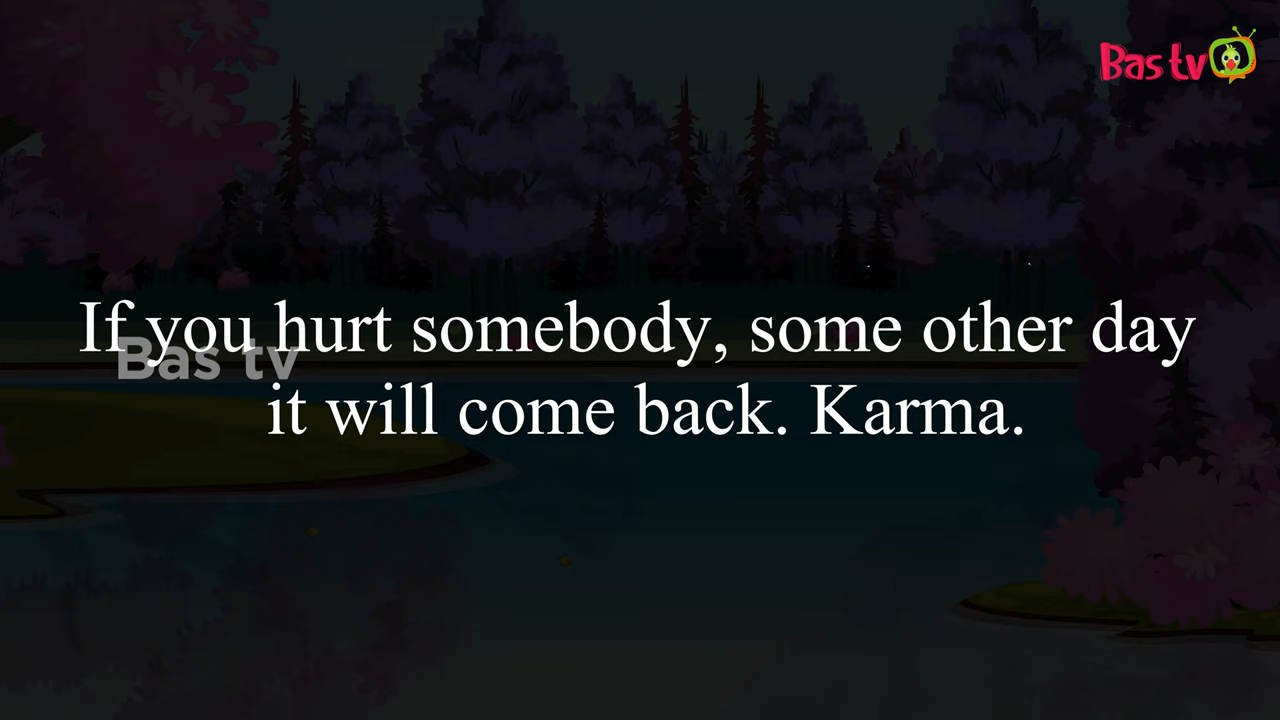 Bas tv
If you hurt somebody, some other day
Bas tv
it will come back. Karma.